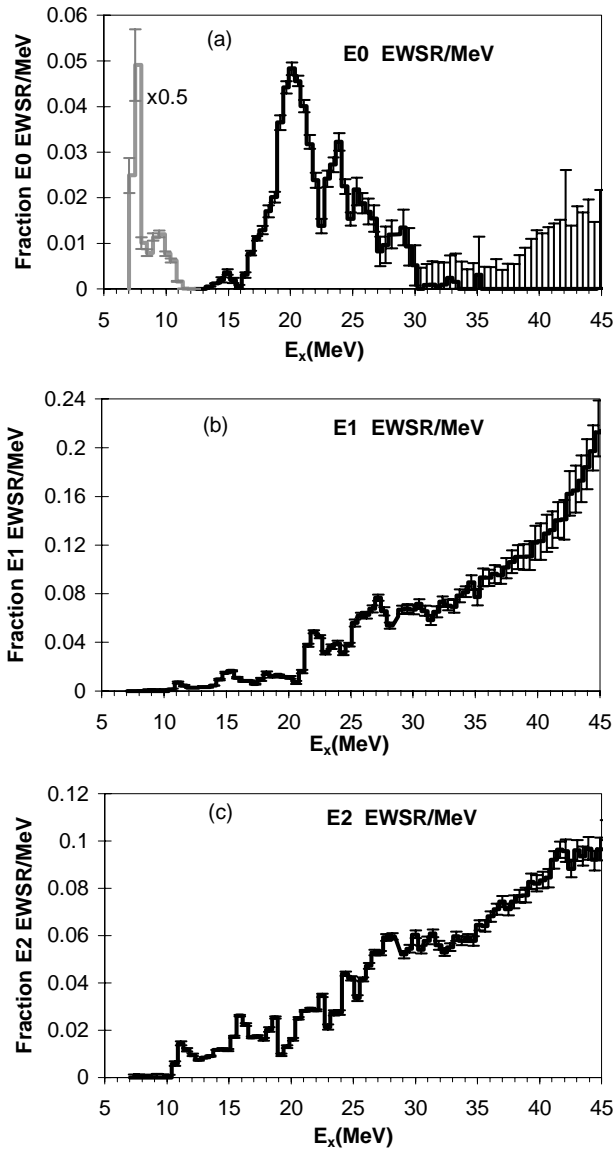 (a)
E0 EWSR/MeV
x0.5
Fraction E0 EWSR/MeV
0.06
0.05
0.04
0.03
0.02
0.01
0
5 10 15 20 25 30 35 40 45
Ex(MeV)
(b)
E1 EWSR/MeV
Fraction E1 EWSR/MeV
0.24
0.2
0.16
0.12
0.08
0.04
0
5 10 15 20 25 30 35 40 45
Ex(MeV)
(c)
E2 EWSR/MeV
Fraction E2 EWSR/MeV
0.12
0.1
0.08
0.06
0.04
0.02
0
5 10 15 20 25 30 35 40 45
Ex(MeV)